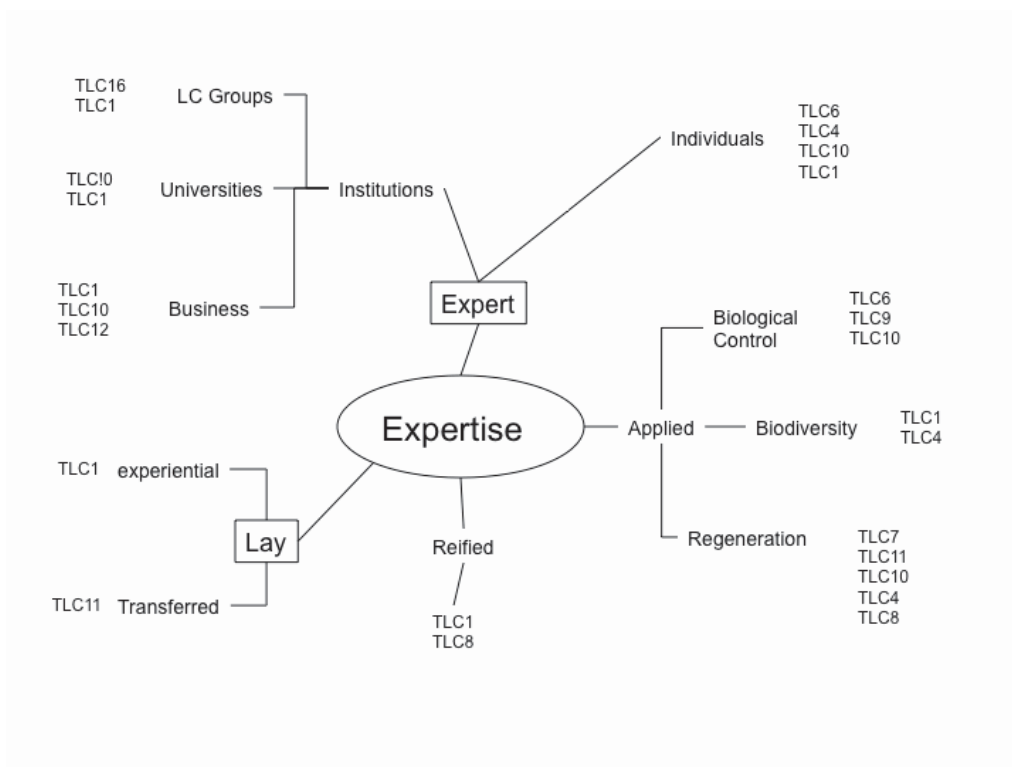 TLC16
TLC1
LC Groups
TLC!0
TLC1
Universities
Institutions
TLC1
TLC10
TLC12
Business
Individuals
TLC6
TLC4
TLC10
TLC1
Expert
Expertise
Biological
Control
TLC6
TLC9
TLC10
Applied
Biodiversity
TLC1
TLC4
Regeneration
TLC7
TLC11
TLC10
TLC4
TLC8
TLC1
experiential
Lay
TLC11
Transferred
Reified
TLC1
TLC8